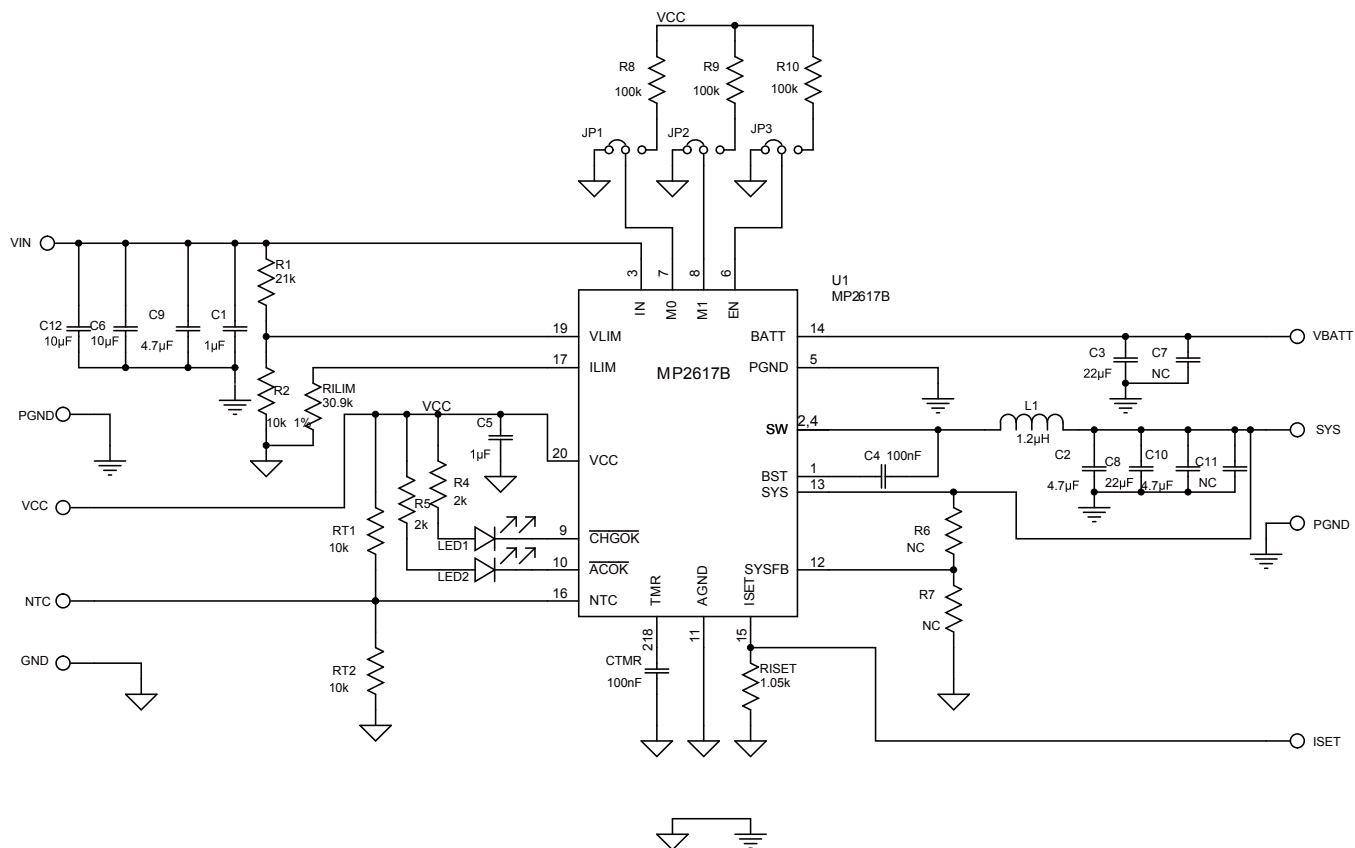 VCC
R8
100k
R9
100k
R10
100k
JP1
JP2
JP3
VIN
C12
10µF
C6
10µF
C9
4.7µF
C1
1µF
R1
21k
3
7
8
6
IN
M0
M1
EN
U1
MP2617B
MP2617B
19
VLIM
17
ILIM
BATT
14
PGND
5
C3
22µF
C7
NC
VBATT
R2
10k
RILIM
30.9k
1%
PGND
VCC
C5
1µF
20
VCC
SW
2,4
L1
1.2µH
SYS
BST
1
C4
100nF
SYS
13
C2
4.7µF
C8
22µF
C10
4.7µF
C11
NC
VCC
R5
2k
R4
2k
RT1
10k
LED1
9
CHGOK
LED2
10
ACOK
R6
NC
PGND
SYSFB
12
NTC
16
NTC
TMR
AGND
ISET
R7
NC
218
11
15
GND
RT2
10k
CTMR
100nF
RISET
1.05k
ISET